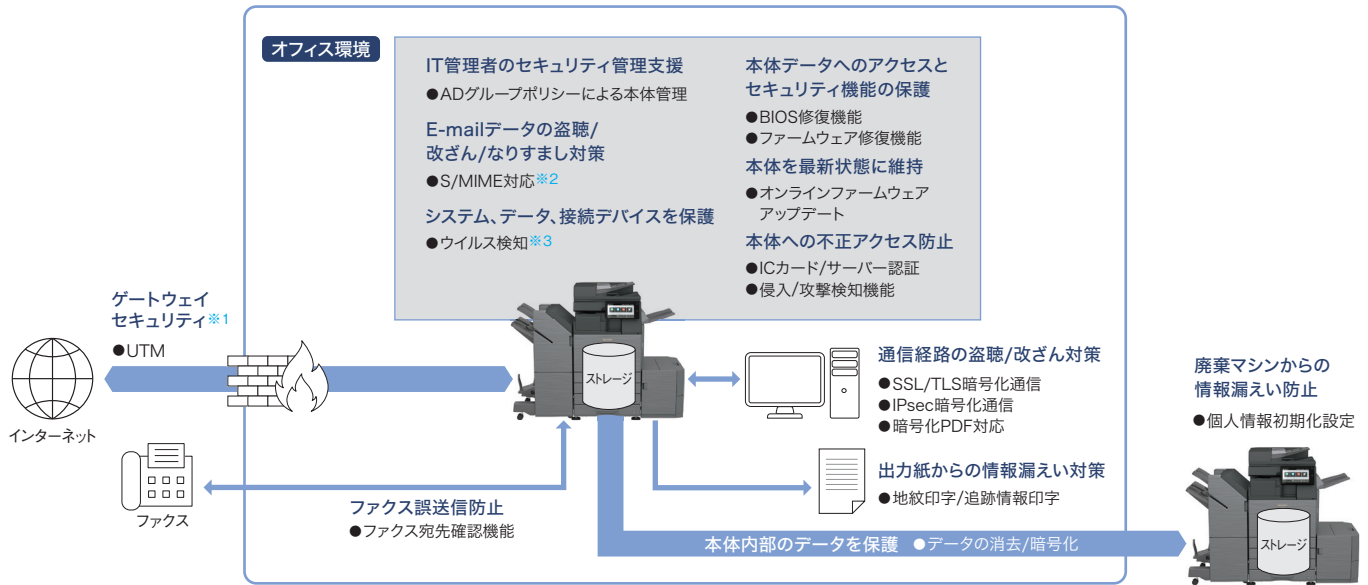 オフィス環境
IT管理者のセキュリティ管理支援
●ADグループポリシーによる本体管理
E-mailデータの盗聴/
改ざん/なりすまし対策
●S/MIME対応※2
システム、データ、接続デバイスを保護
●ウイルス検知※3
本体データへのアクセスと
セキュリティ機能の保護
●BIOS修復機能
●ファームウェア修復機能
本体を最新状態に維持
●オンラインファームウェア
アップデート
本体への不正アクセス防止
●ICカード/サーバー認証
●侵入/攻撃検知機能
ゲートウェイ
セキュリティ※1
●UTM
インターネット
ストレージ
通信経路の盗聴/改ざん対策
●SSL/TLS暗号化通信
●IPsec暗号化通信
●暗号化PDF対応
廃棄マシンからの
情報漏えい防止
●個人情報初期化設定
出力紙からの情報漏えい対策
●地紋印字/追跡情報印字
ファクス
ファクス誤送信防止
●ファクス宛先確認機能
本体内部のデータを保護 ●データの消去/暗号化
ストレージ